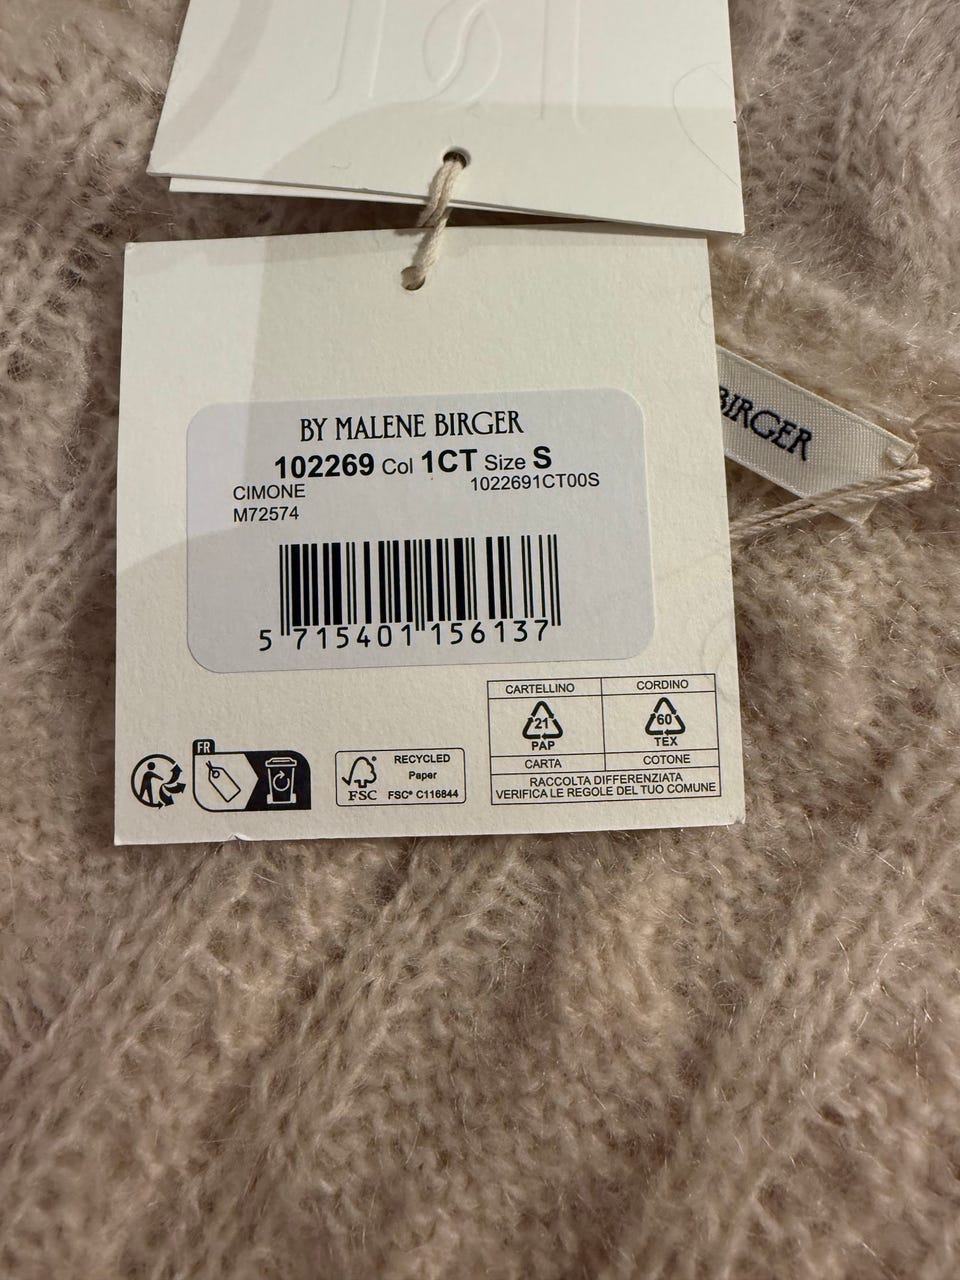 BY MALENE BIRGER
102269 Col 1CT Size S
CIMONE 1022691CT00S
M72574
5 715401 156137
BIRGER
CARTELLINO CORDINO
21 60
PAP TEX
CARTA COTONE
RACCOLTA DIFFERENZIATA
VERIFICA LE REGOLE DEL TUO COMUNE
FR
FSC
RECYCLED
Paper
FSC® C116844